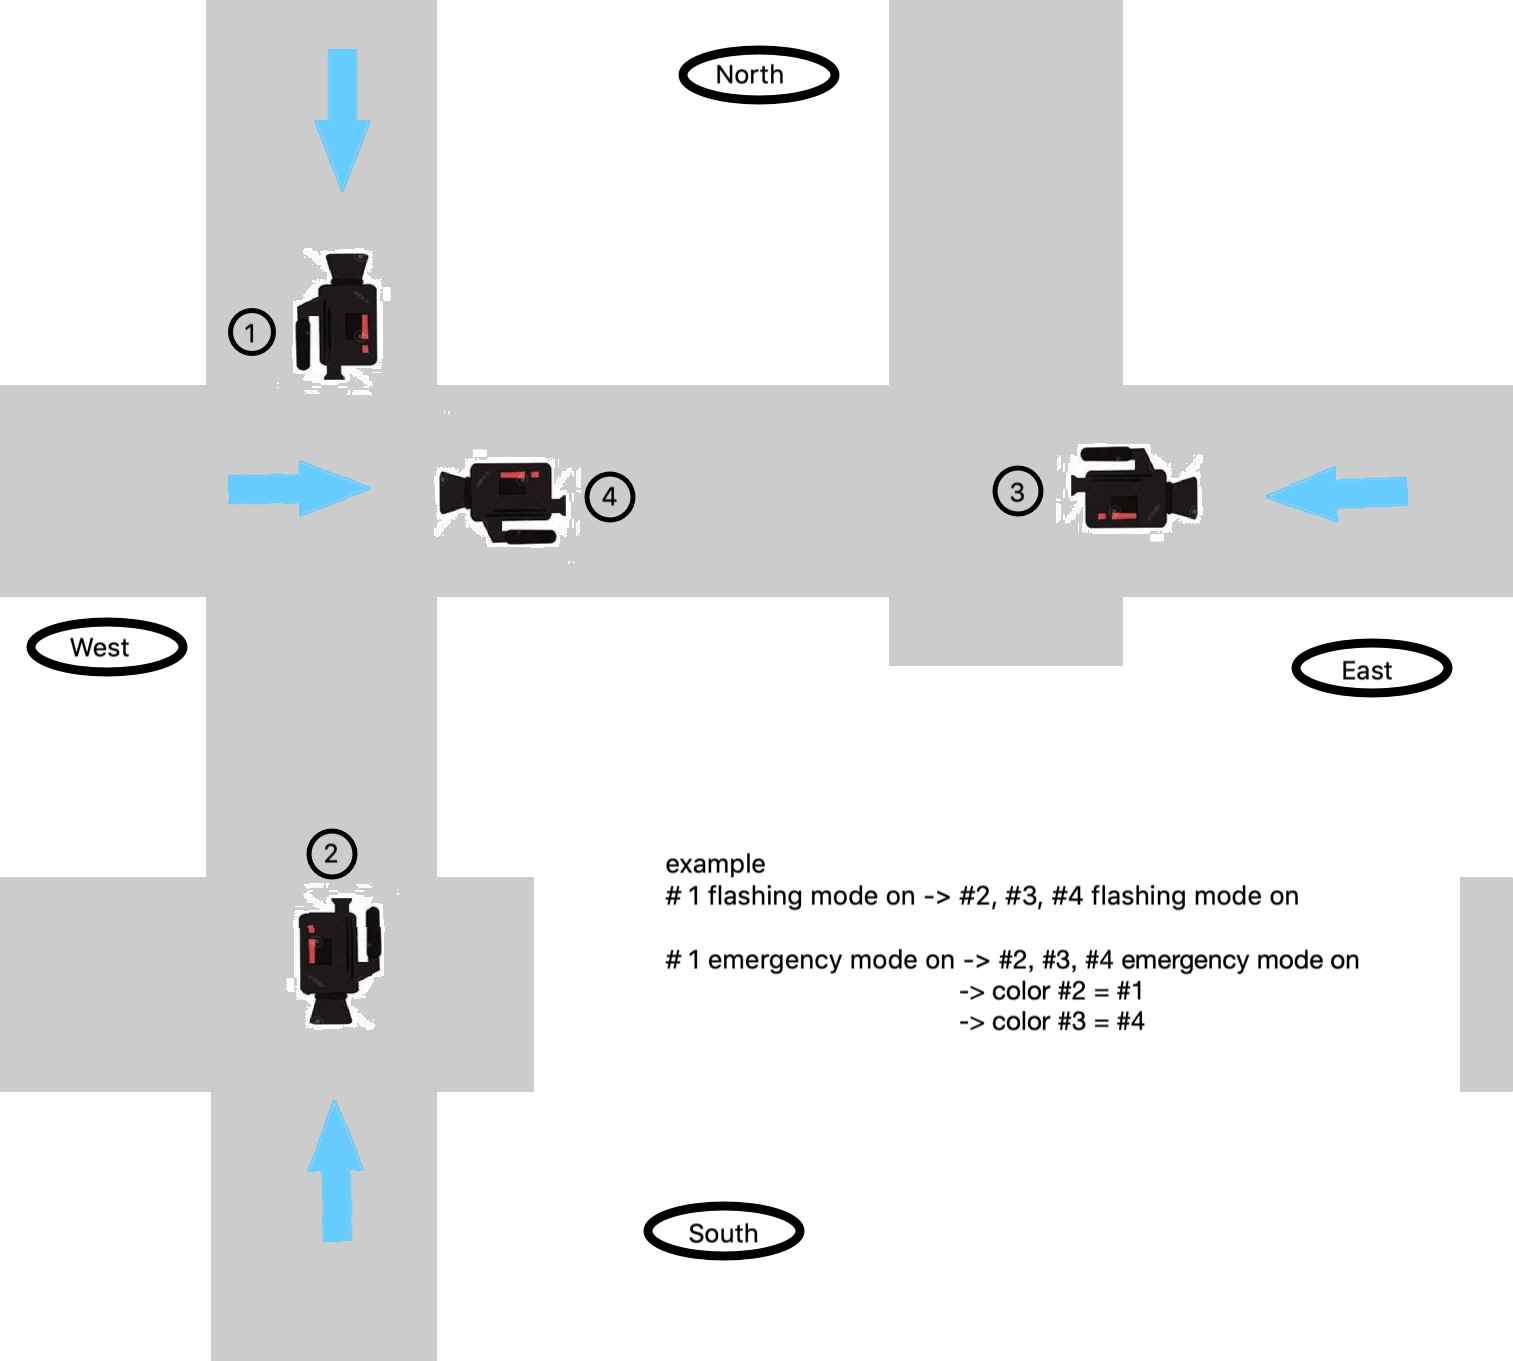 North
1
4
3
West
East
2
example
# 1 flashing mode on -> #2, #3, #4 flashing mode on
# 1 emergency mode on -> #2, #3, #4 emergency mode on
-> color #2 = #1
-> color #3 = #4
South